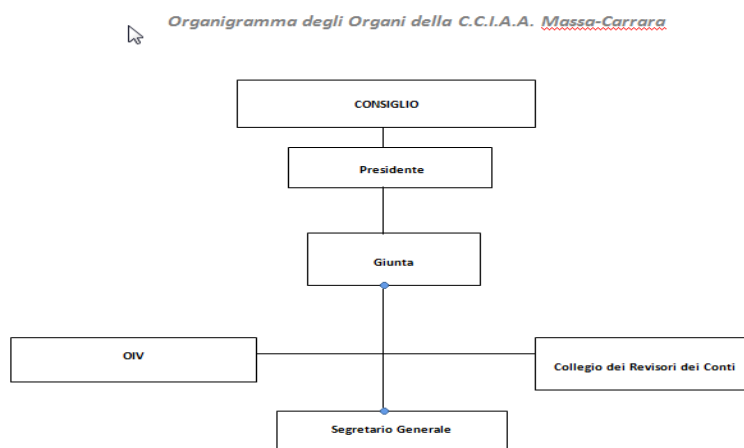 Organigramma degli Organi della C.C.I.A.A. Massa-Carrara
CONSIGLIO
Presidente
Giunta
OIV
Collegio dei Revisori dei Conti
Segretario Generale